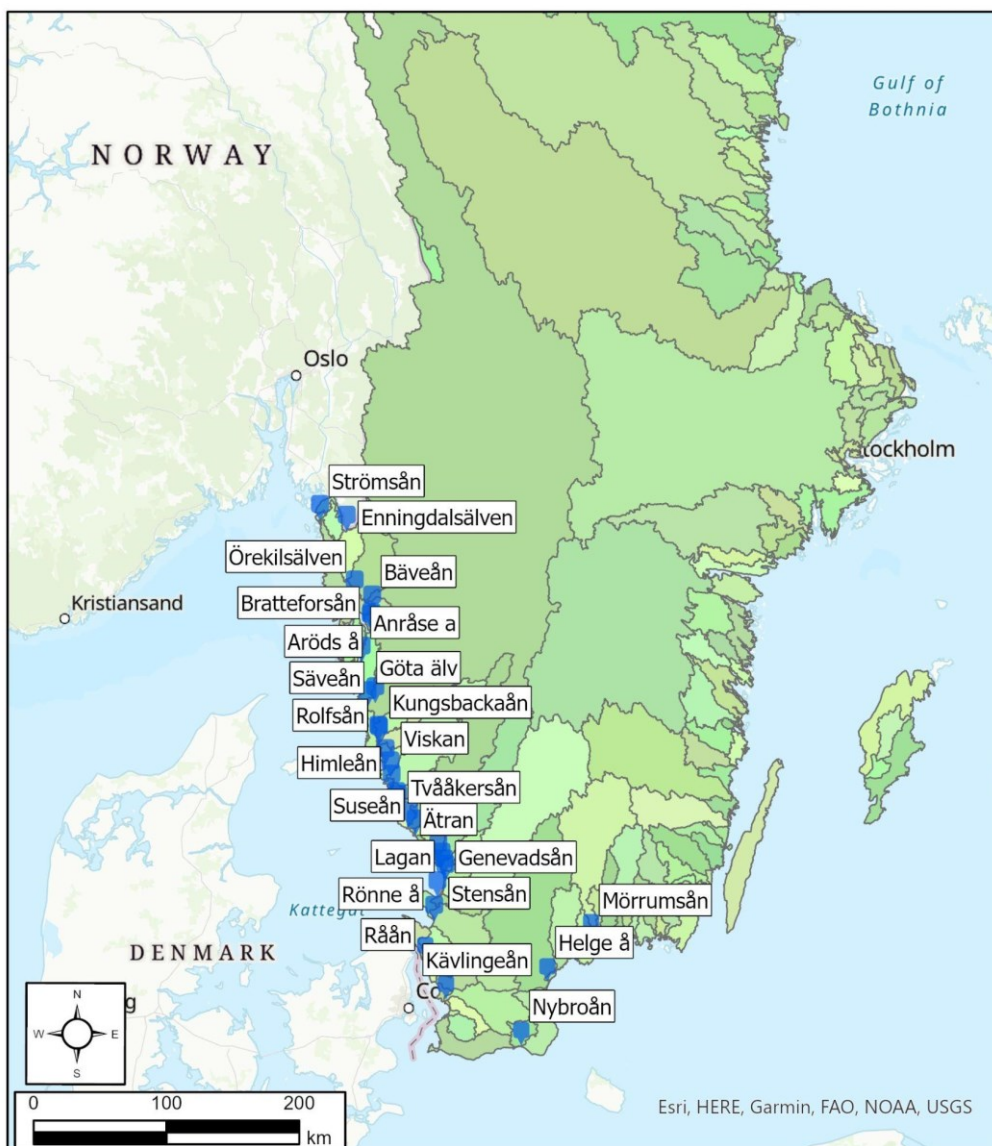 Gulf of
Bothnia
NORWAY
Oslo
tockholm
Strömsån
Enningdalsälven
Örekilsälven
Bäveån
Bratteforsån
Kristiansand
Anråse a
Aröds å
Säveån
Göta älv
Kungsbackaån
Rolfsån
Viskan
Himleån
Tvååkersån
Suseån
Ätran
Lagan
Genevadsån
Rönne å
Stensån
Kattegat
Mörrumsån
Råån
Helge å
DENMARK
Kävlingeån
Co
g
Nybroån
N
W
E
S
0
100
200
km
Esri, HERE, Garmin, FAO, NOAA, USGS